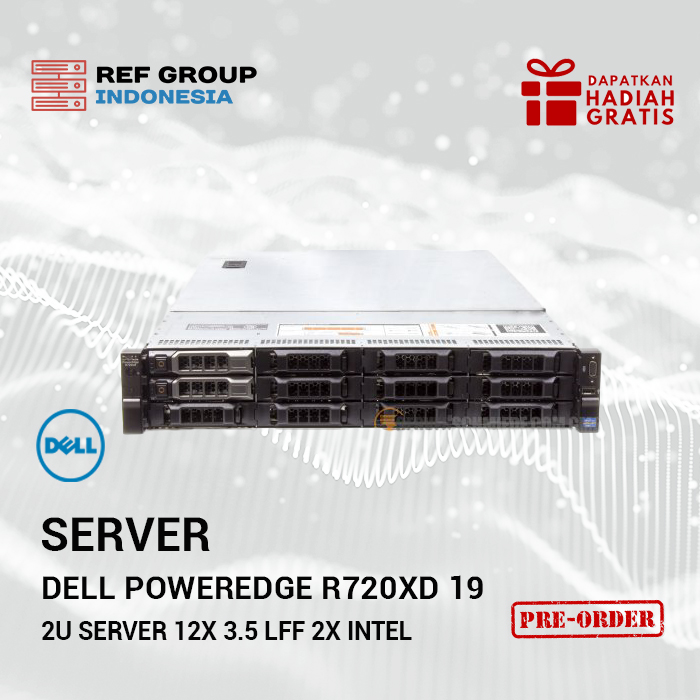 REF GROUP
INDONESIA
DAPATKAN
HADIAH
GRATIS
DELL
SERVER
DELL POWEREDGE R720XD 19
2U SERVER 12X 3.5 LFF 2X INTEL
PRE-ORDER